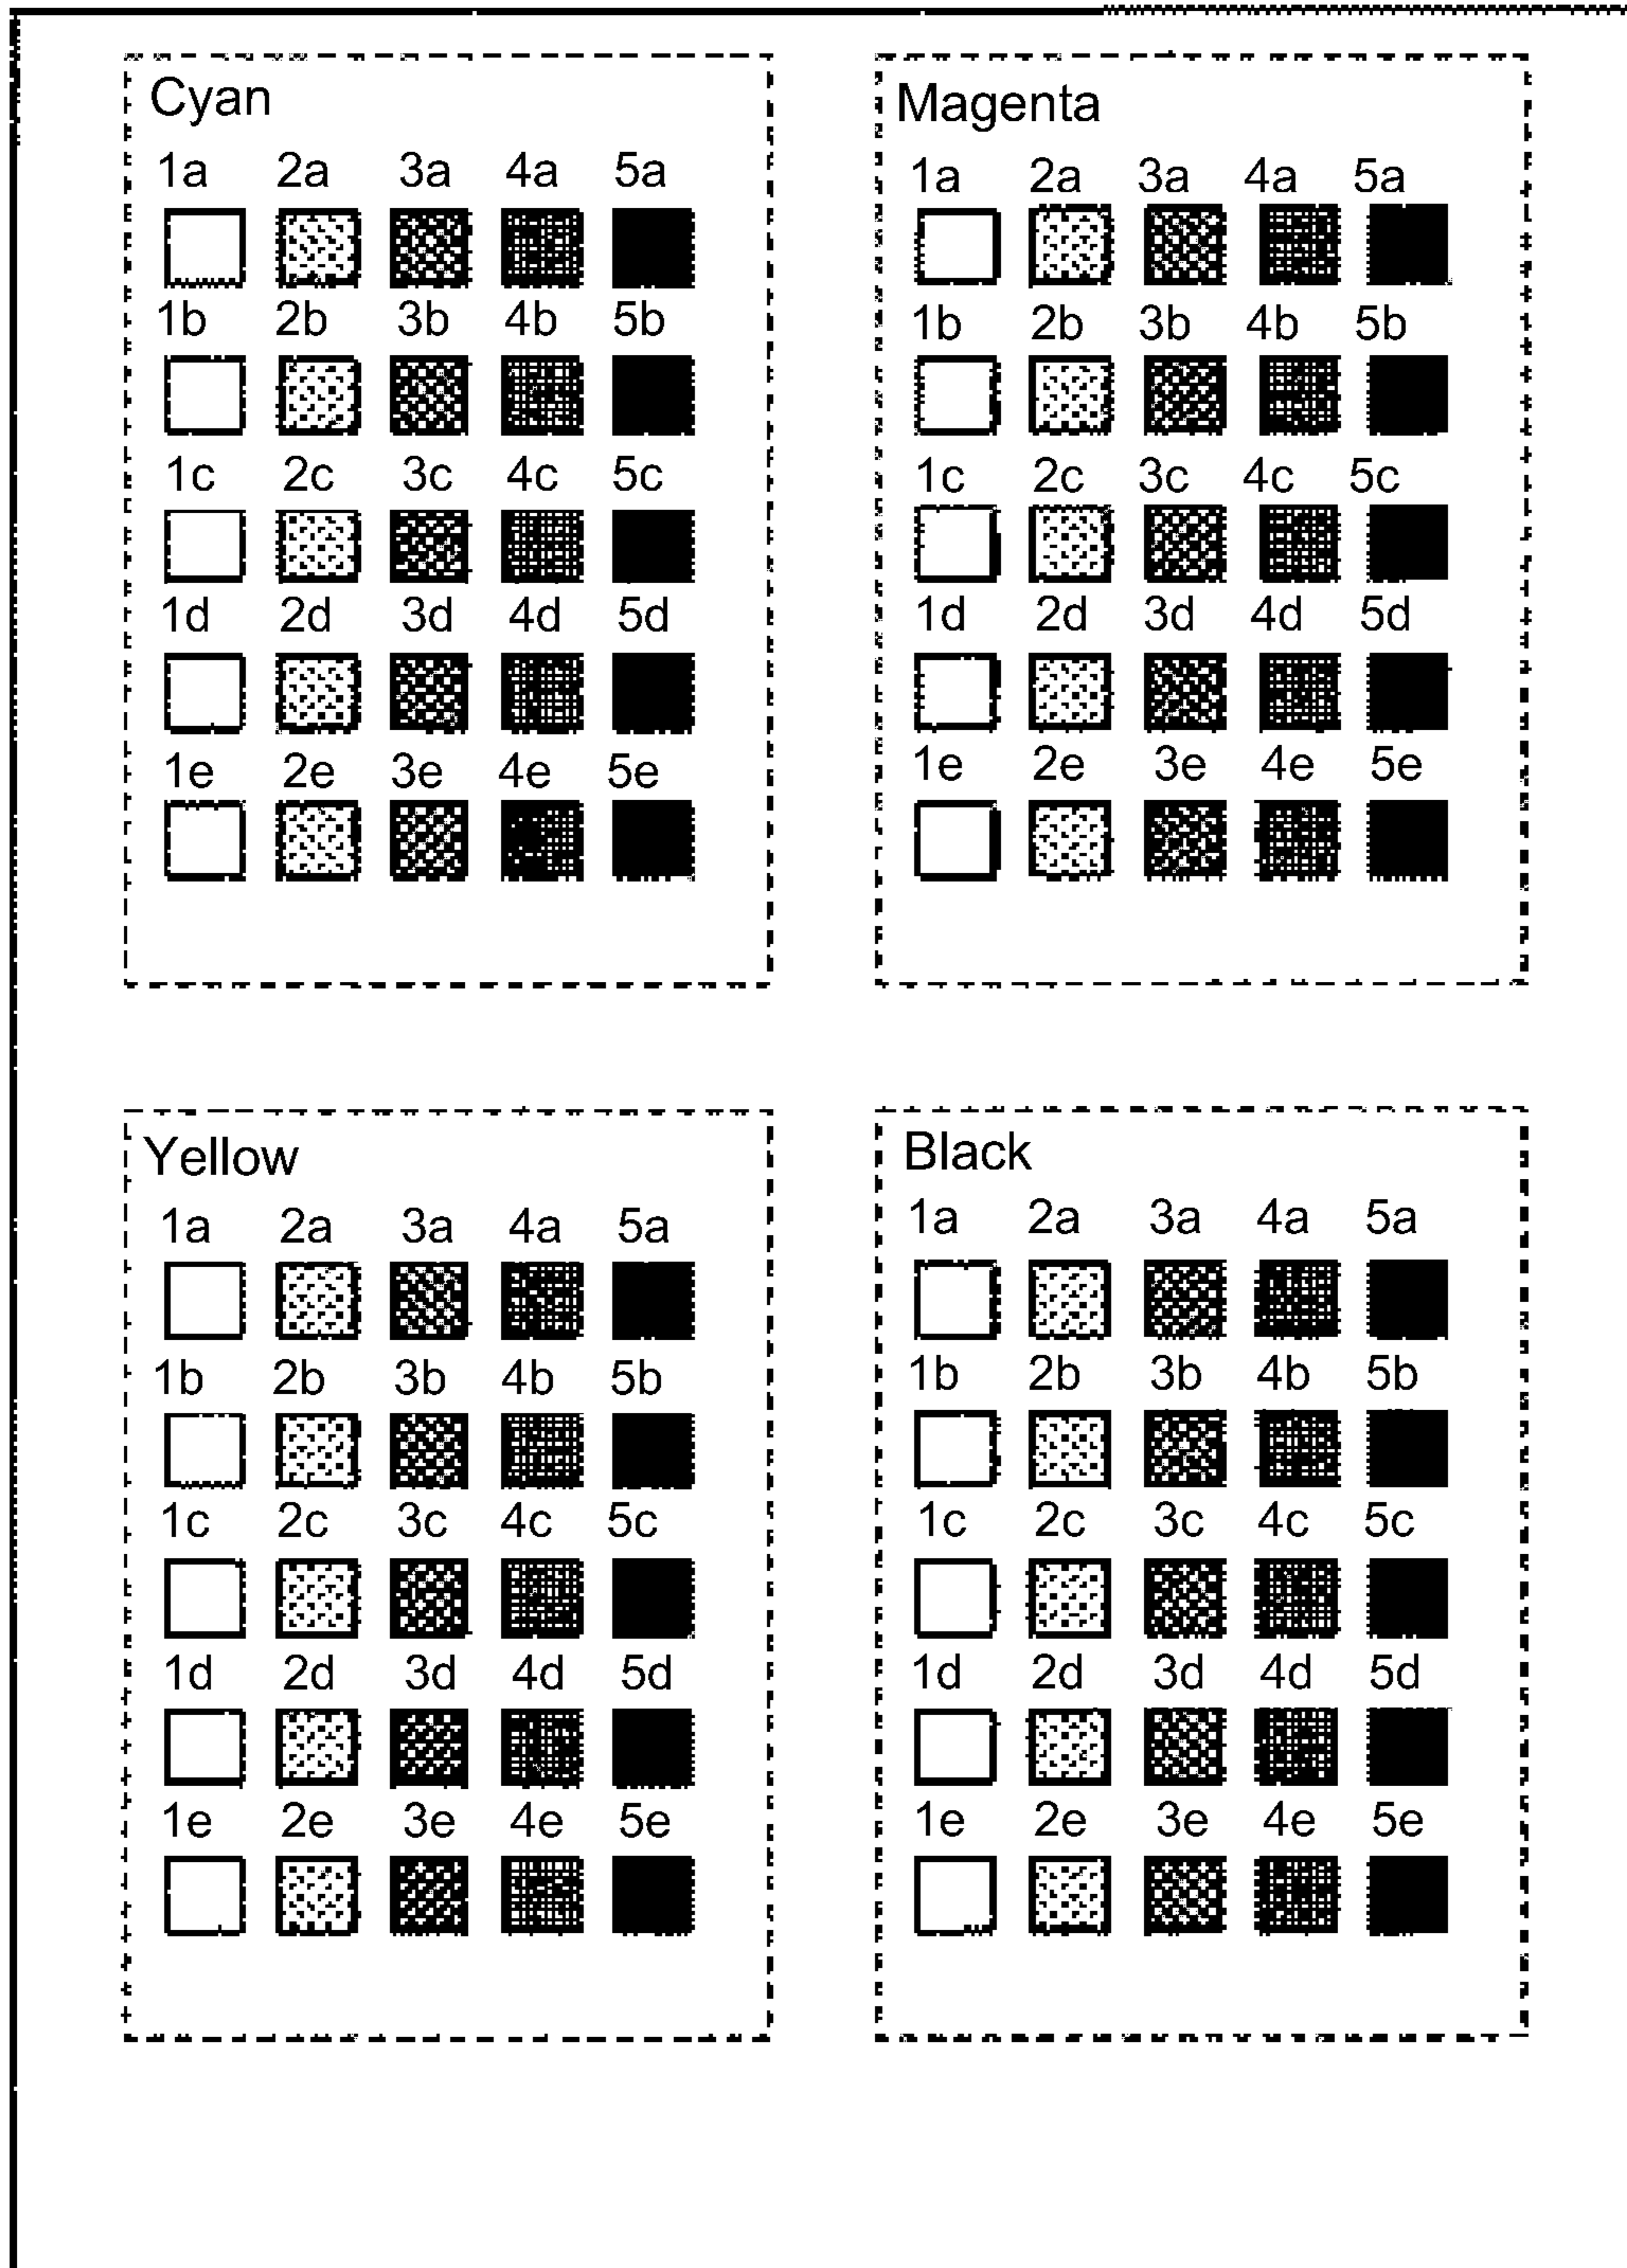 Cyan
1a 2a 3a 4a 5a
1b 2b 3b 4b 5b
1c 2c 3c 4c 5c
1d 2d 3d 4d 5d
1e 2e 3e 4e 5e
Magenta
1a 2a 3a 4a 5a
1b 2b 3b 4b 5b
1c 2c 3c 4c 5c
1d 2d 3d 4d 5d
1e 2e 3e 4e 5e
Yellow
1a 2a 3a 4a 5a
1b 2b 3b 4b 5b
1c 2c 3c 4c 5c
1d 2d 3d 4d 5d
1e 2e 3e 4e 5e
Black
1a 2a 3a 4a 5a
1b 2b 3b 4b 5b
1c 2c 3c 4c 5c
1d 2d 3d 4d 5d
1e 2e 3e 4e 5e